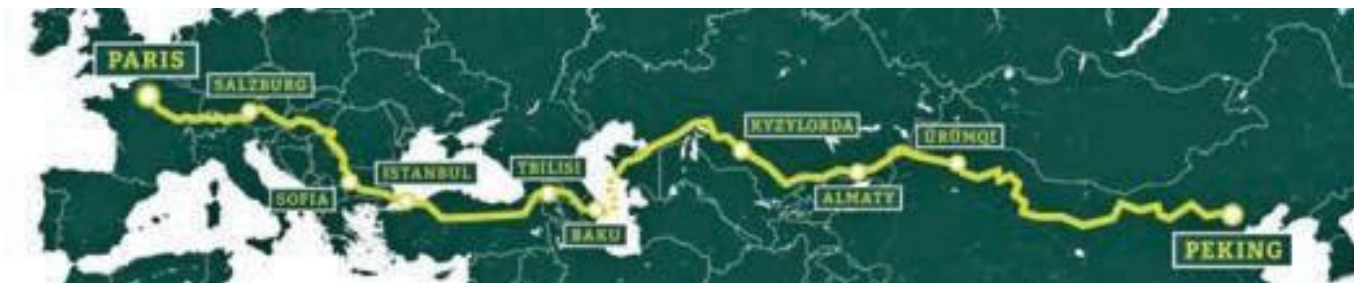 PARIS
SALZBURG
SOFIA
ISTANBUL
TBILISI
BAKU
KYZYLORDA
ALMATY
ÜRÜMQI
PEKING